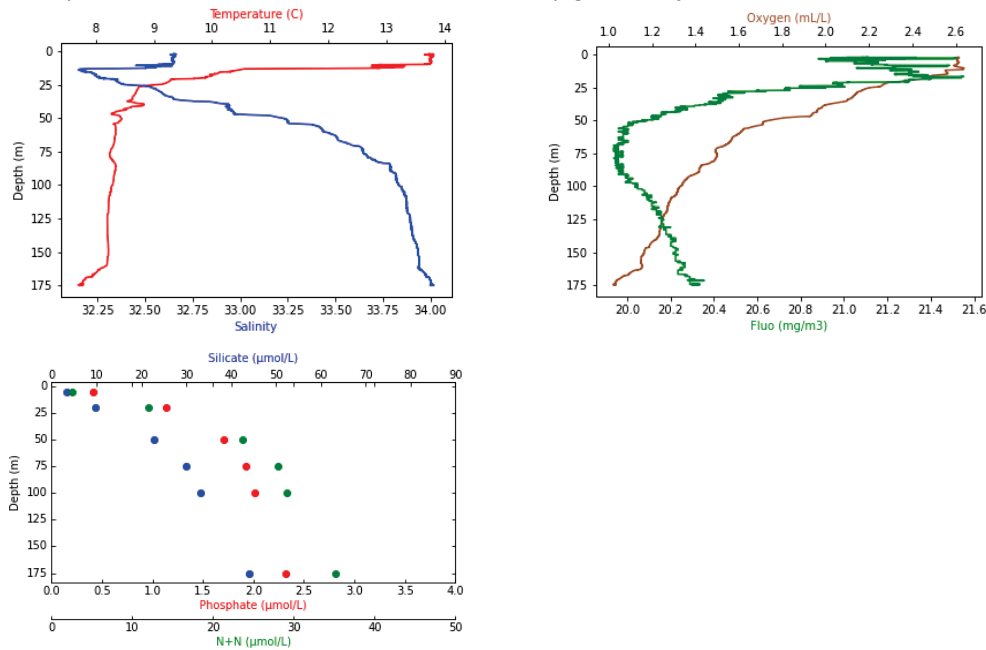 Temperature (C)
8 9 10 11 12 13 14
0
25
50
75
100
125
150
175
Depth (m)
32.25 32.50 32.75 33.00 33.25 33.50 33.75 34.00
Salinity
Oxygen (mL/L)
1.0 1.2 1.4 1.6 1.8 2.0 2.2 2.4 2.6
0
25
50
75
100
125
150
175
Depth (m)
20.0 20.2 20.4 20.6 20.8 21.0 21.2 21.4 21.6
Fluo (mg/m3)
Silicate (μmol/L)
0 10 20 30 40 50 60 70 80 90
0
25
50
75
100
125
150
175
Depth (m)
0.0 0.5 1.0 1.5 2.0 2.5 3.0 3.5 4.0
Phosphate (μmol/L)
0 10 20 30 40 50
N+N (μmol/L)